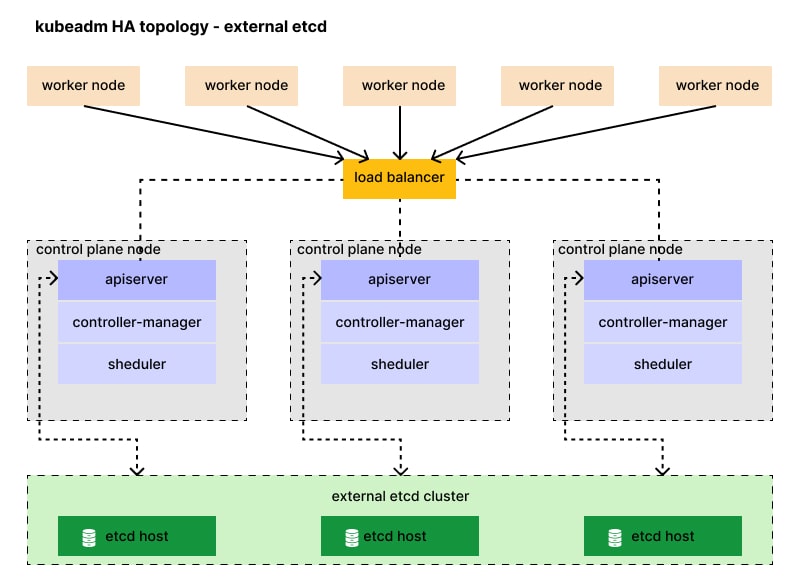 kubeadm HA topology - external etcd
worker node
worker node
worker node
worker node
worker node
load balancer
control plane node
control plane node
control plane node
apiserver
apiserver
apiserver
controller-manager
controller-manager
controller-manager
sheduler
sheduler
sheduler
external etcd cluster
etcd host
etcd host
etcd host